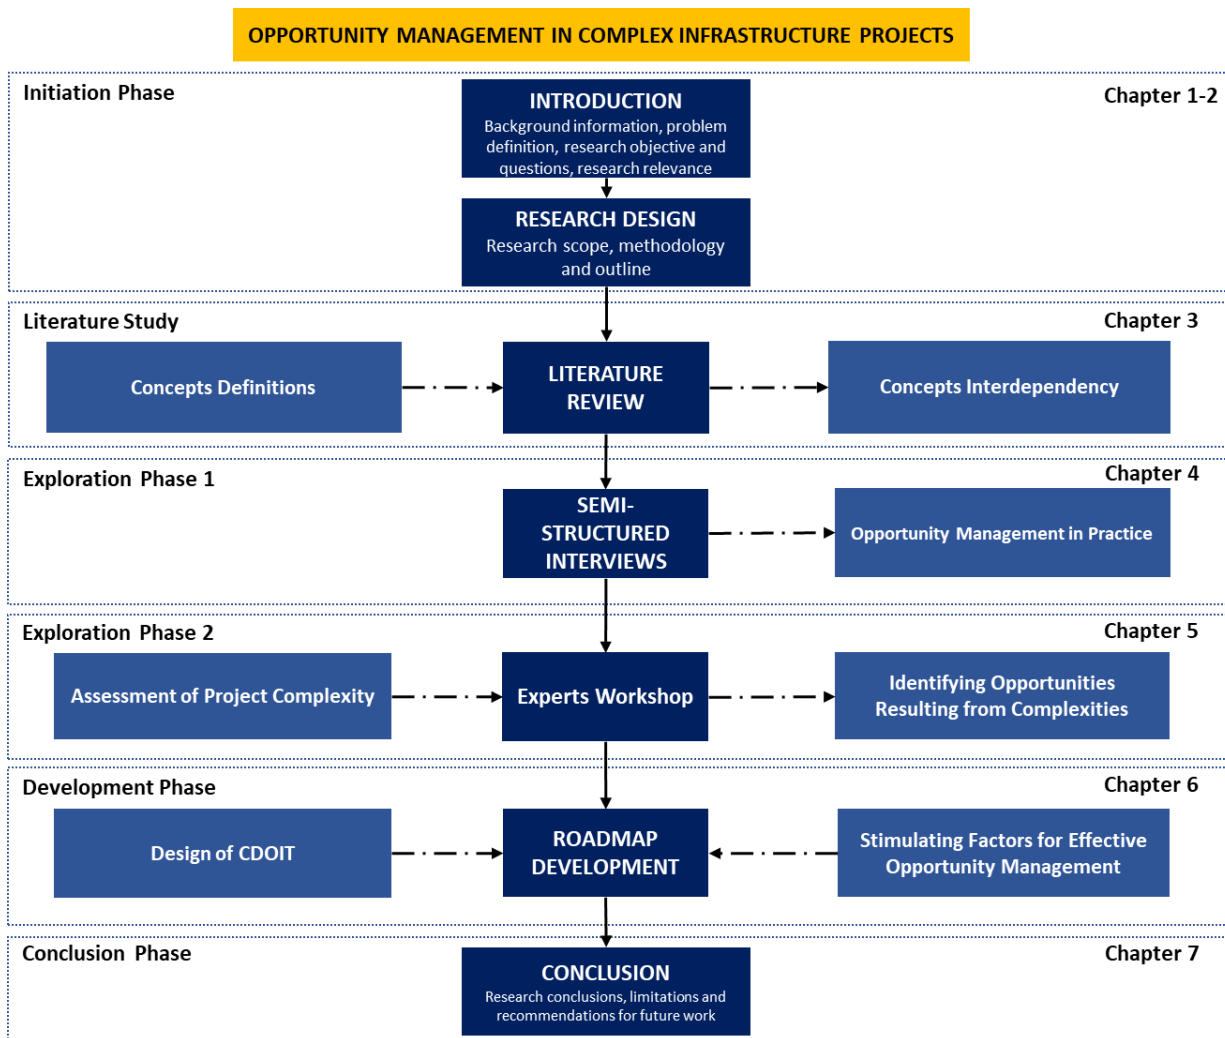 OPPORTUNITY MANAGEMENT IN COMPLEX INFRASTRUCTURE PROJECTS
Initiation Phase
Chapter 1-2
INTRODUCTION
Background information, problem
definition, research objective and
questions, research relevance
RESEARCH DESIGN
Research scope, methodology
and outline
Literature Study
Chapter 3
Concepts Definitions
LITERATURE
REVIEW
Concepts Interdependency
Exploration Phase 1
Chapter 4
SEMI-
STRUCTURED
INTERVIEWS
Opportunity Management in Practice
Exploration Phase 2
Chapter 5
Assessment of Project Complexity
Experts Workshop
Identifying Opportunities
Resulting from Complexities
Development Phase
Chapter 6
Design of CDOIT
ROADMAP
DEVELOPMENT
Stimulating Factors for Effective
Opportunity Management
Conclusion Phase
Chapter 7
CONCLUSION
Research conclusions, limitations and
recommendations for future work